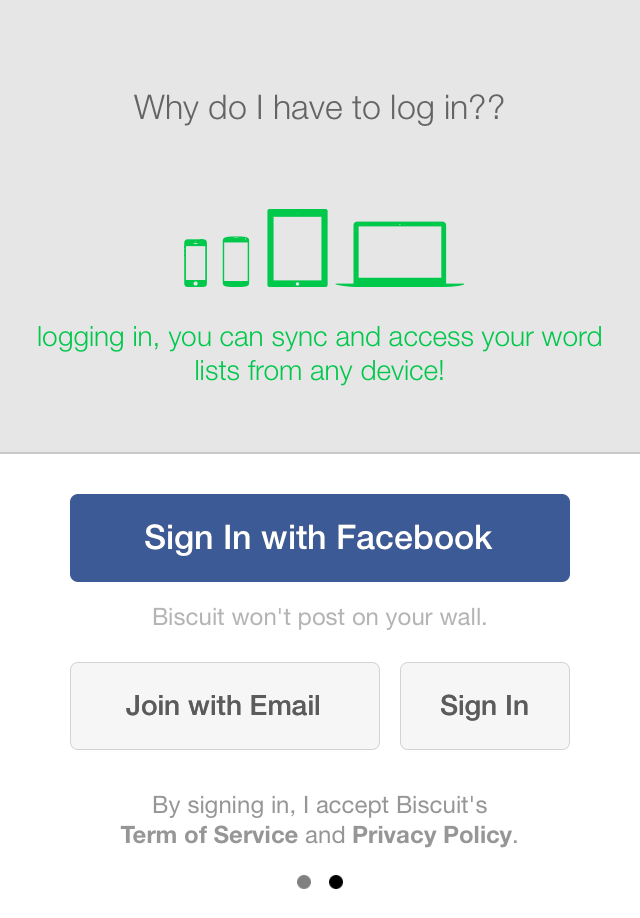 Why do I have to log in??
logging in, you can sync and access your word
lists from any device!
Sign In with Facebook
Biscuit won't post on your wall.
Join with Email
Sign In
By signing in, I accept Biscuit's
Term of Service and Privacy Policy.